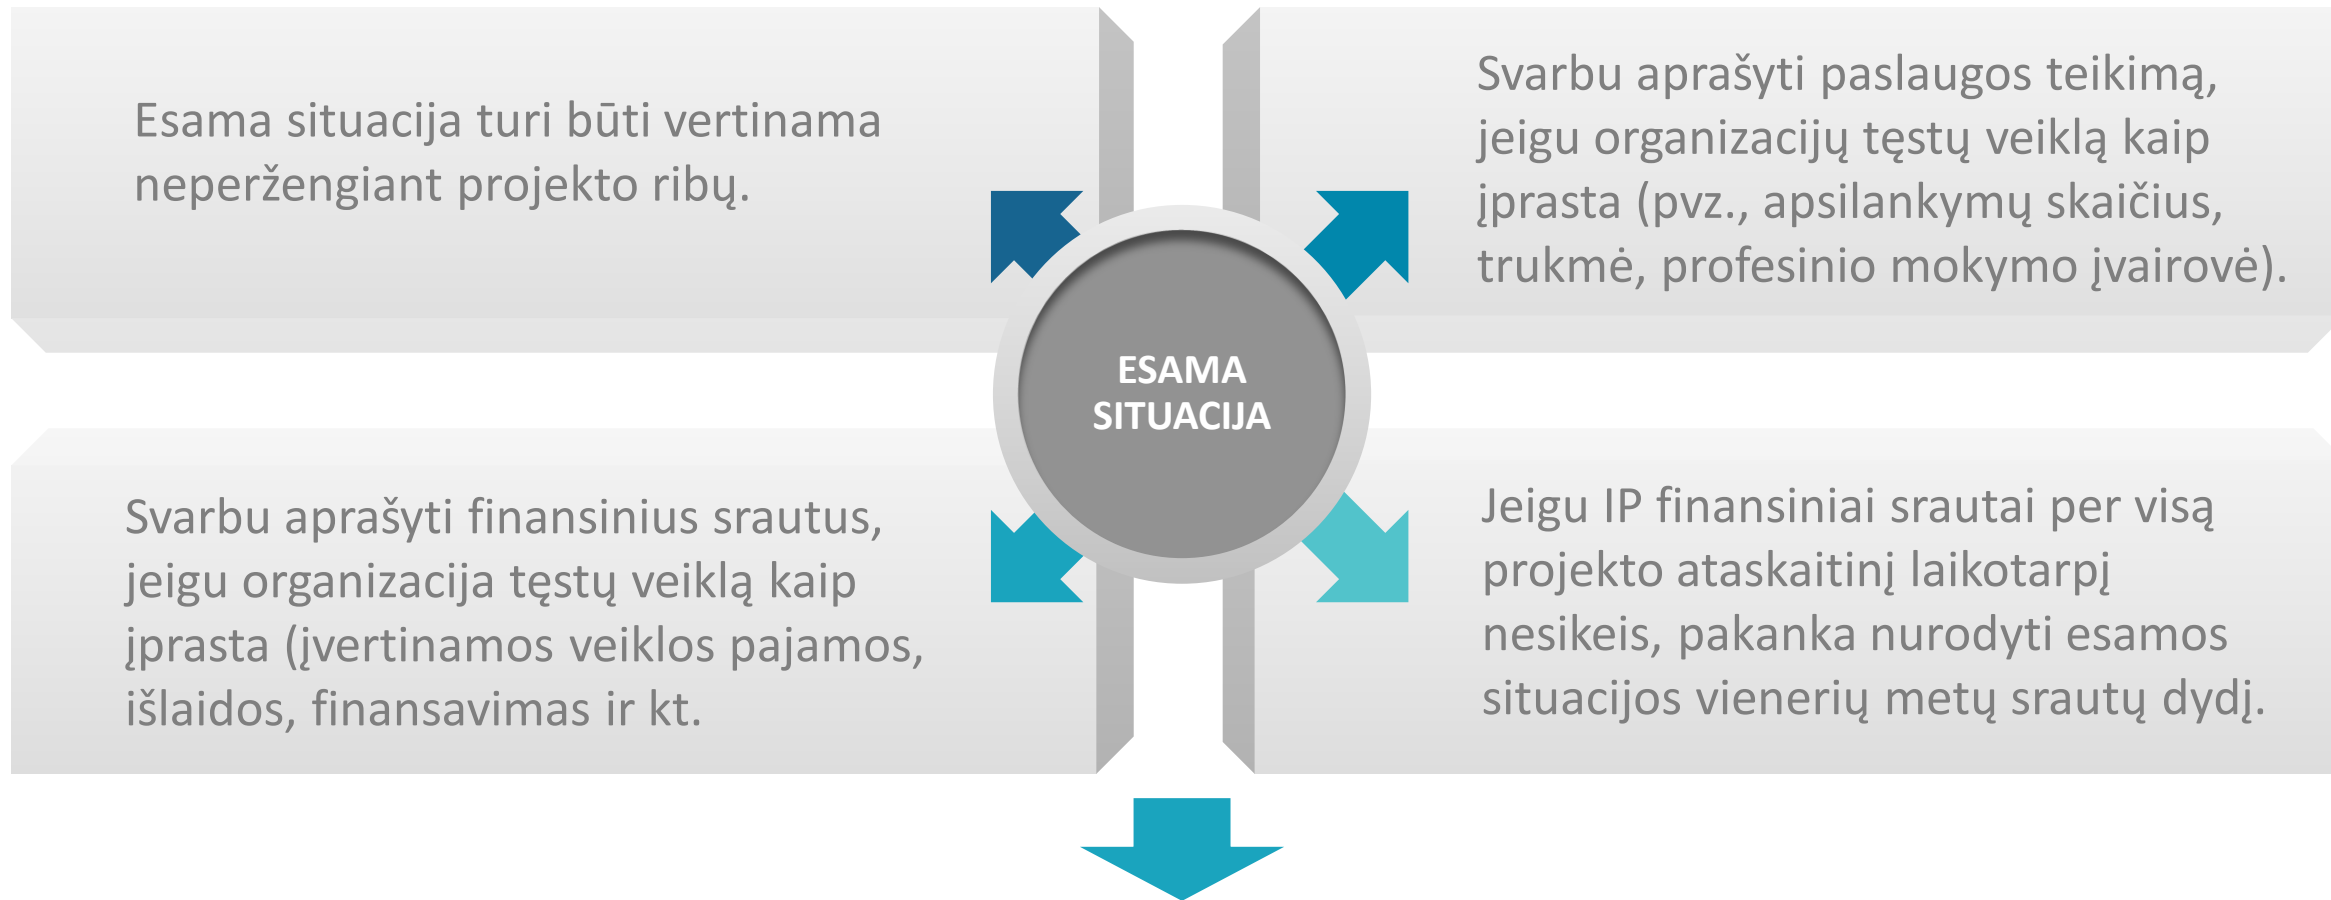 Esama situacija turi būti vertinama
neperžengiant projekto ribų.
Svarbu aprašyti paslaugos teikimą,
jeigu organizacijų tęstų veiklą kaip
įprasta (pvz., apsilankymų skaičius,
trukmė, profesinio mokymo įvairovė).
ESAMA
SITUACIJA
Svarbu aprašyti finansinius srautus,
jeigu organizacija tęstų veiklą kaip
įprasta (įvertinamos veiklos pajamos,
išlaidos, finansavimas ir kt.
Jeigu IP finansiniai srautai per visą
projekto ataskaitinį laikotarpį
nesikeis, pakanka nurodyti esamos
situacijos vienerių metų srautų dydį.